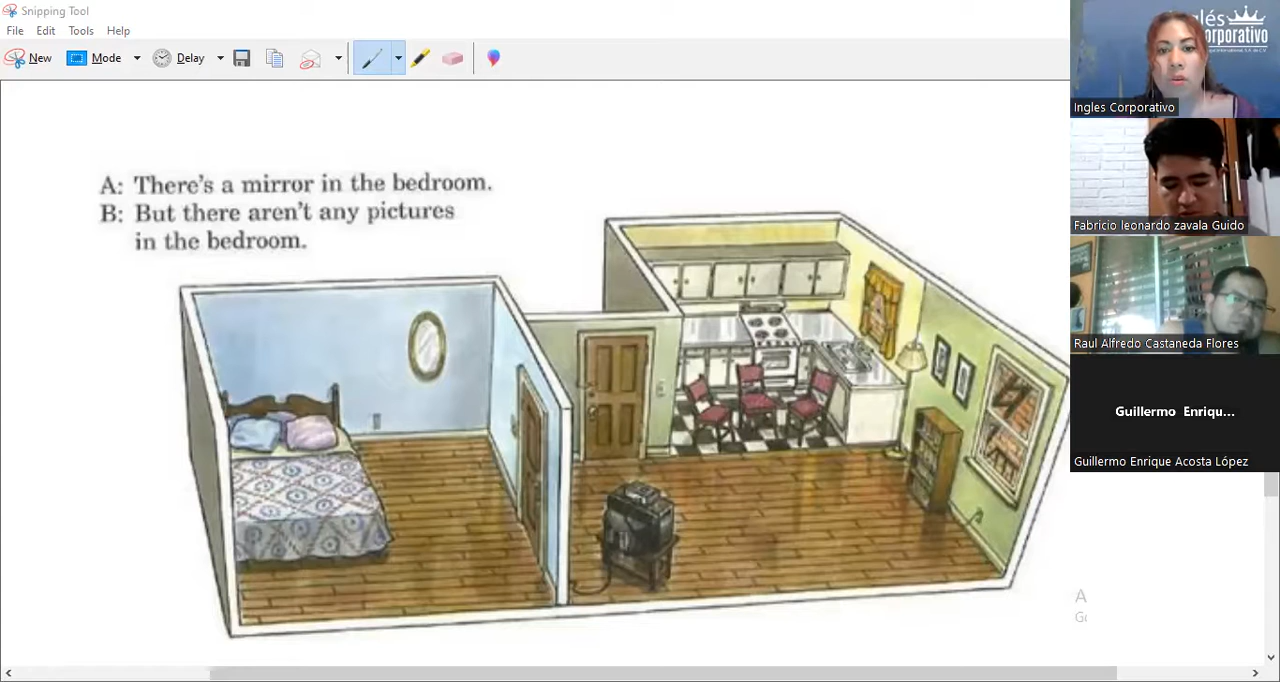 Snipping Tool
File Edit Tools Help
New Mode Delay
A: There's a mirror in the bedroom.
B: But there aren't any pictures
in the bedroom.
Ingles Corporativo
Fabricio leonardo zavala Guido
Raul Alfredo Castaneda Flores
Guillermo Enriqu...
Guillermo Enrique Acosta López